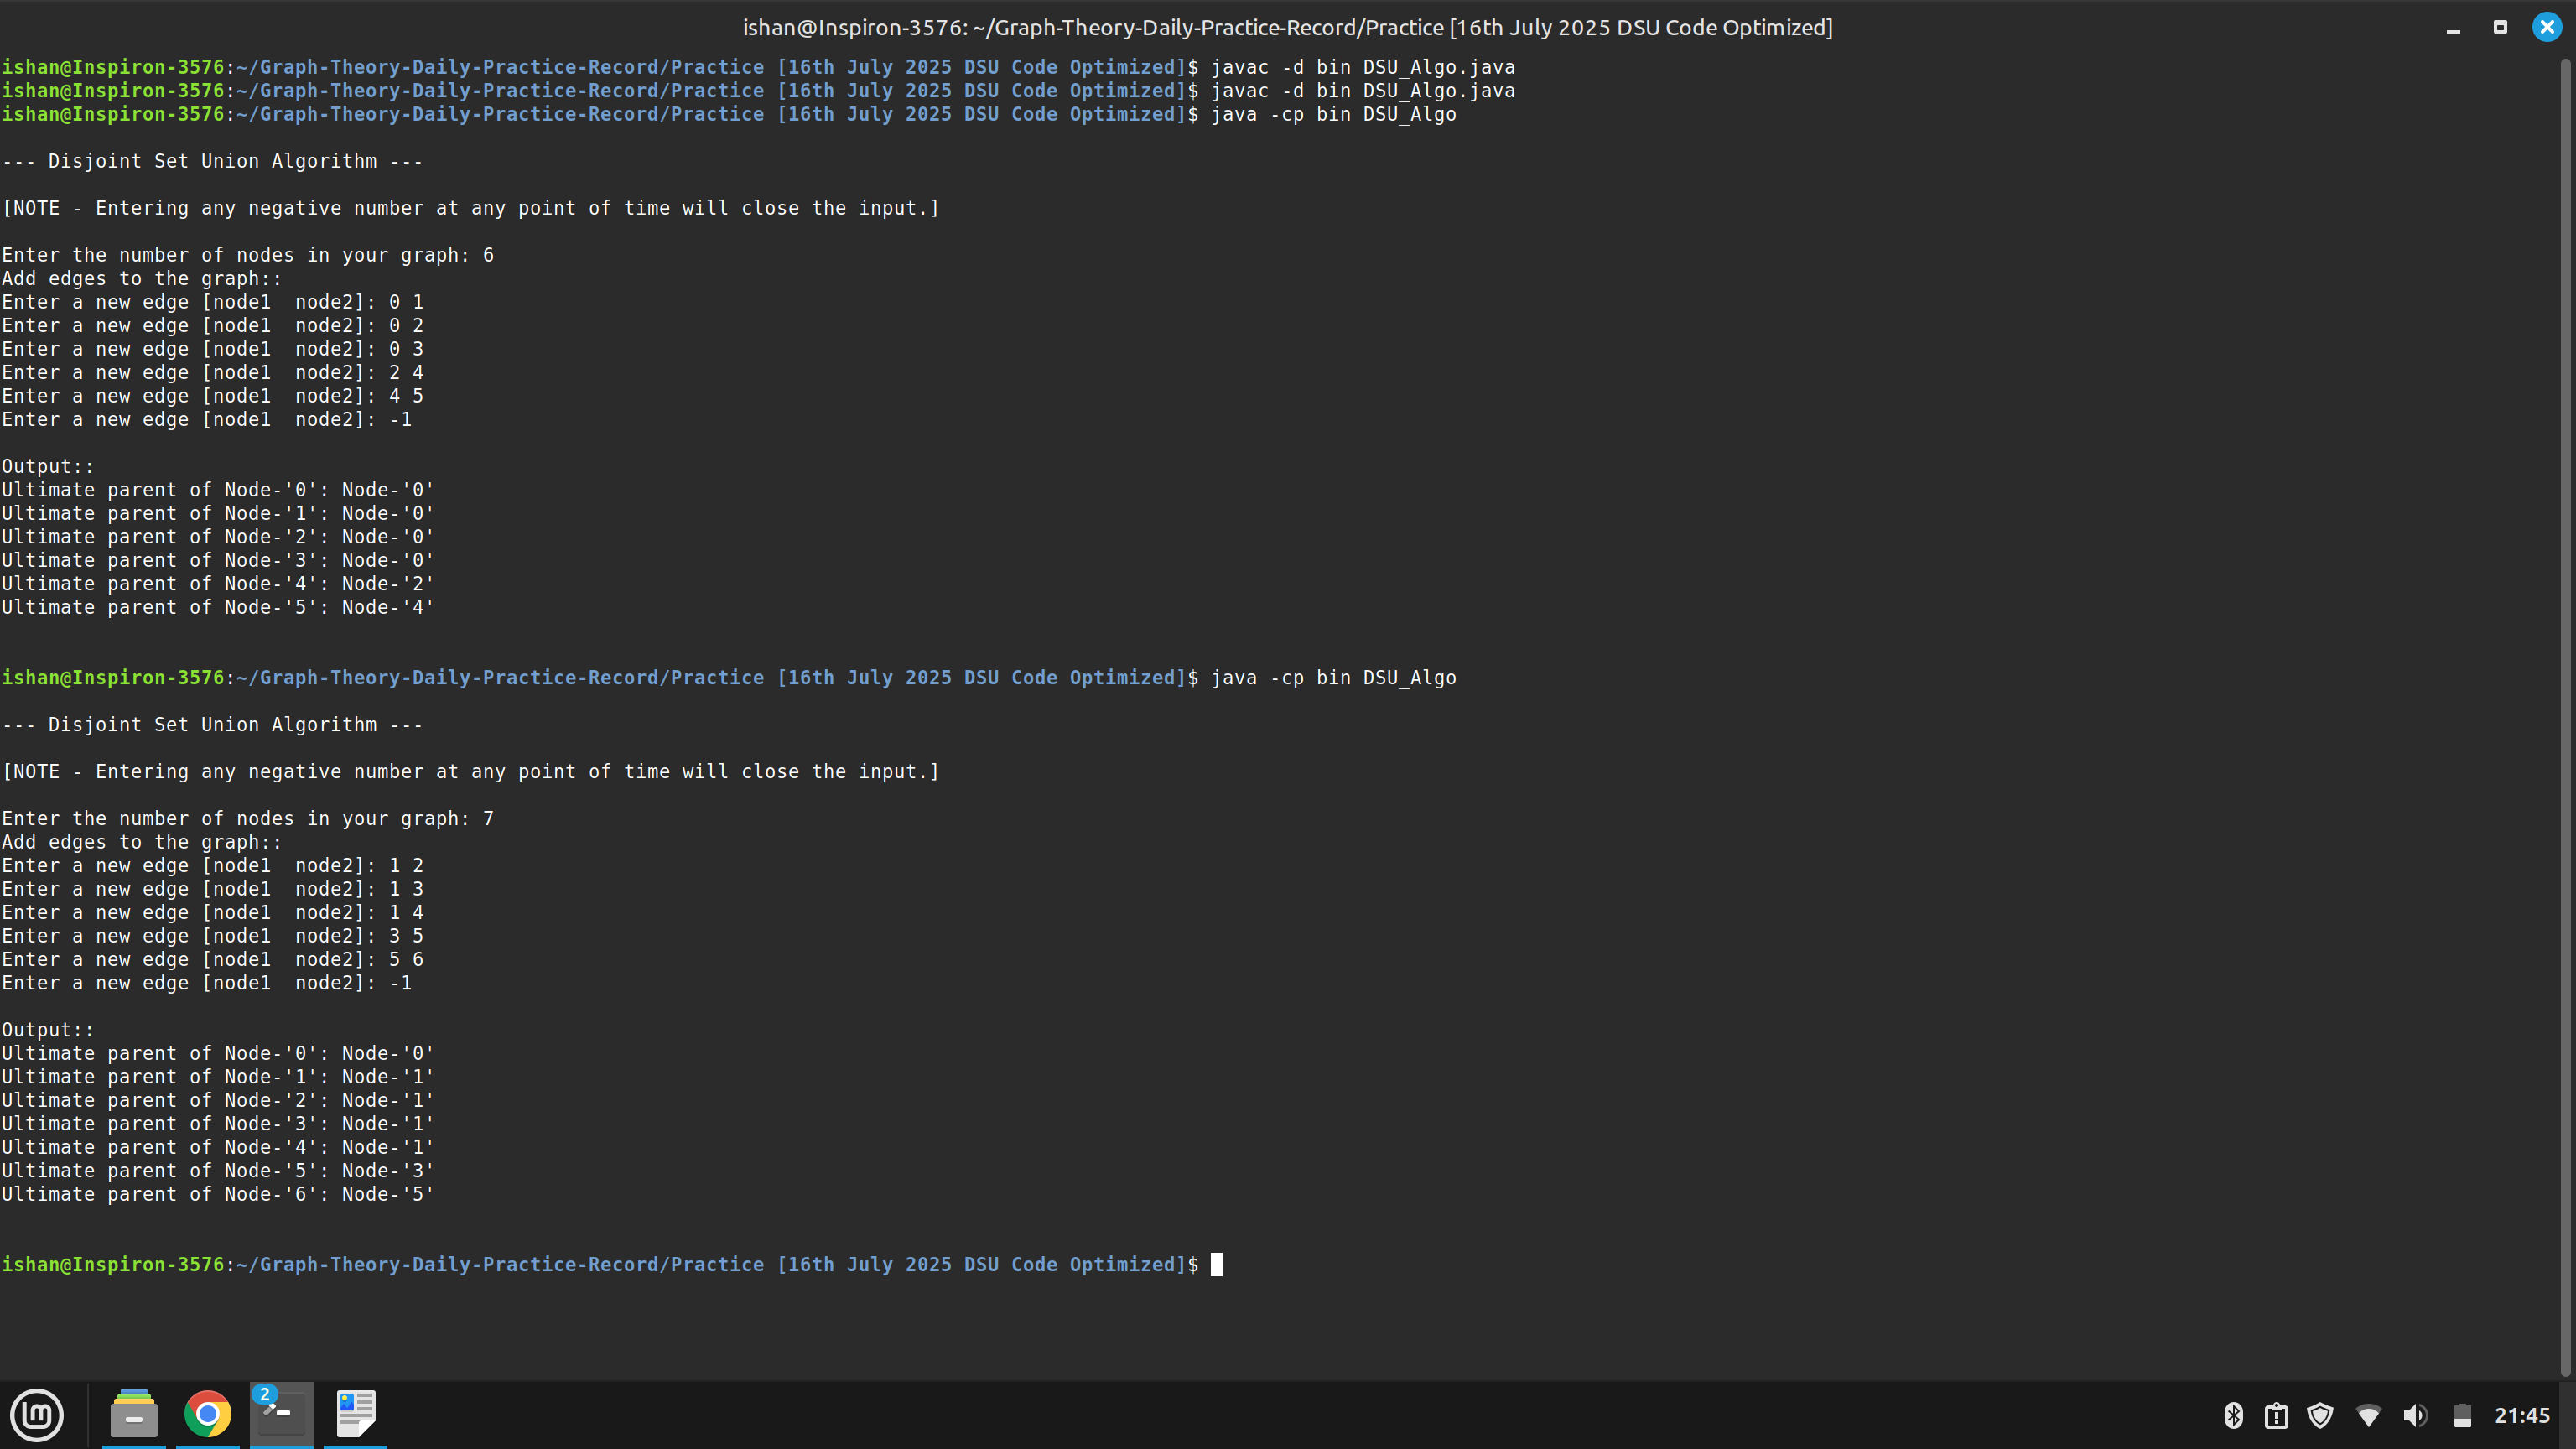 ishan@Inspiron-3576: ~/Graph-Theory-Daily-Practice-Record/Practice [16th July 2025 DSU Code Optimized]
ishan@Inspiron-3576:~/Graph-Theory-Daily-Practice-Record/Practice [16th July 2025 DSU Code Optimized]$ javac -d bin DSU_Algo.java
ishan@Inspiron-3576:~/Graph-Theory-Daily-Practice-Record/Practice [16th July 2025 DSU Code Optimized]$ javac -d bin DSU_Algo.java
ishan@Inspiron-3576:~/Graph-Theory-Daily-Practice-Record/Practice [16th July 2025 DSU Code Optimized]$ java -cp bin DSU_Algo
--- Disjoint Set Union Algorithm ---
[NOTE - Entering any negative number at any point of time will close the input.]
Enter the number of nodes in your graph: 6
Add edges to the graph::
Enter a new edge [node1  node2]: 0 1
Enter a new edge [node1  node2]: 0 2
Enter a new edge [node1  node2]: 0 3
Enter a new edge [node1  node2]: 2 4
Enter a new edge [node1  node2]: 4 5
Enter a new edge [node1  node2]: -1
Output::
Ultimate parent of Node-'0': Node-'0'
Ultimate parent of Node-'1': Node-'0'
Ultimate parent of Node-'2': Node-'0'
Ultimate parent of Node-'3': Node-'0'
Ultimate parent of Node-'4': Node-'2'
Ultimate parent of Node-'5': Node-'4'
ishan@Inspiron-3576:~/Graph-Theory-Daily-Practice-Record/Practice [16th July 2025 DSU Code Optimized]$ java -cp bin DSU_Algo
--- Disjoint Set Union Algorithm ---
[NOTE - Entering any negative number at any point of time will close the input.]
Enter the number of nodes in your graph: 7
Add edges to the graph::
Enter a new edge [node1  node2]: 1 2
Enter a new edge [node1  node2]: 1 3
Enter a new edge [node1  node2]: 1 4
Enter a new edge [node1  node2]: 3 5
Enter a new edge [node1  node2]: 5 6
Enter a new edge [node1  node2]: -1
Output::
Ultimate parent of Node-'0': Node-'0'
Ultimate parent of Node-'1': Node-'1'
Ultimate parent of Node-'2': Node-'1'
Ultimate parent of Node-'3': Node-'1'
Ultimate parent of Node-'4': Node-'1'
Ultimate parent of Node-'5': Node-'3'
Ultimate parent of Node-'6': Node-'5'
ishan@Inspiron-3576:~/Graph-Theory-Daily-Practice-Record/Practice [16th July 2025 DSU Code Optimized]$
2
21:45